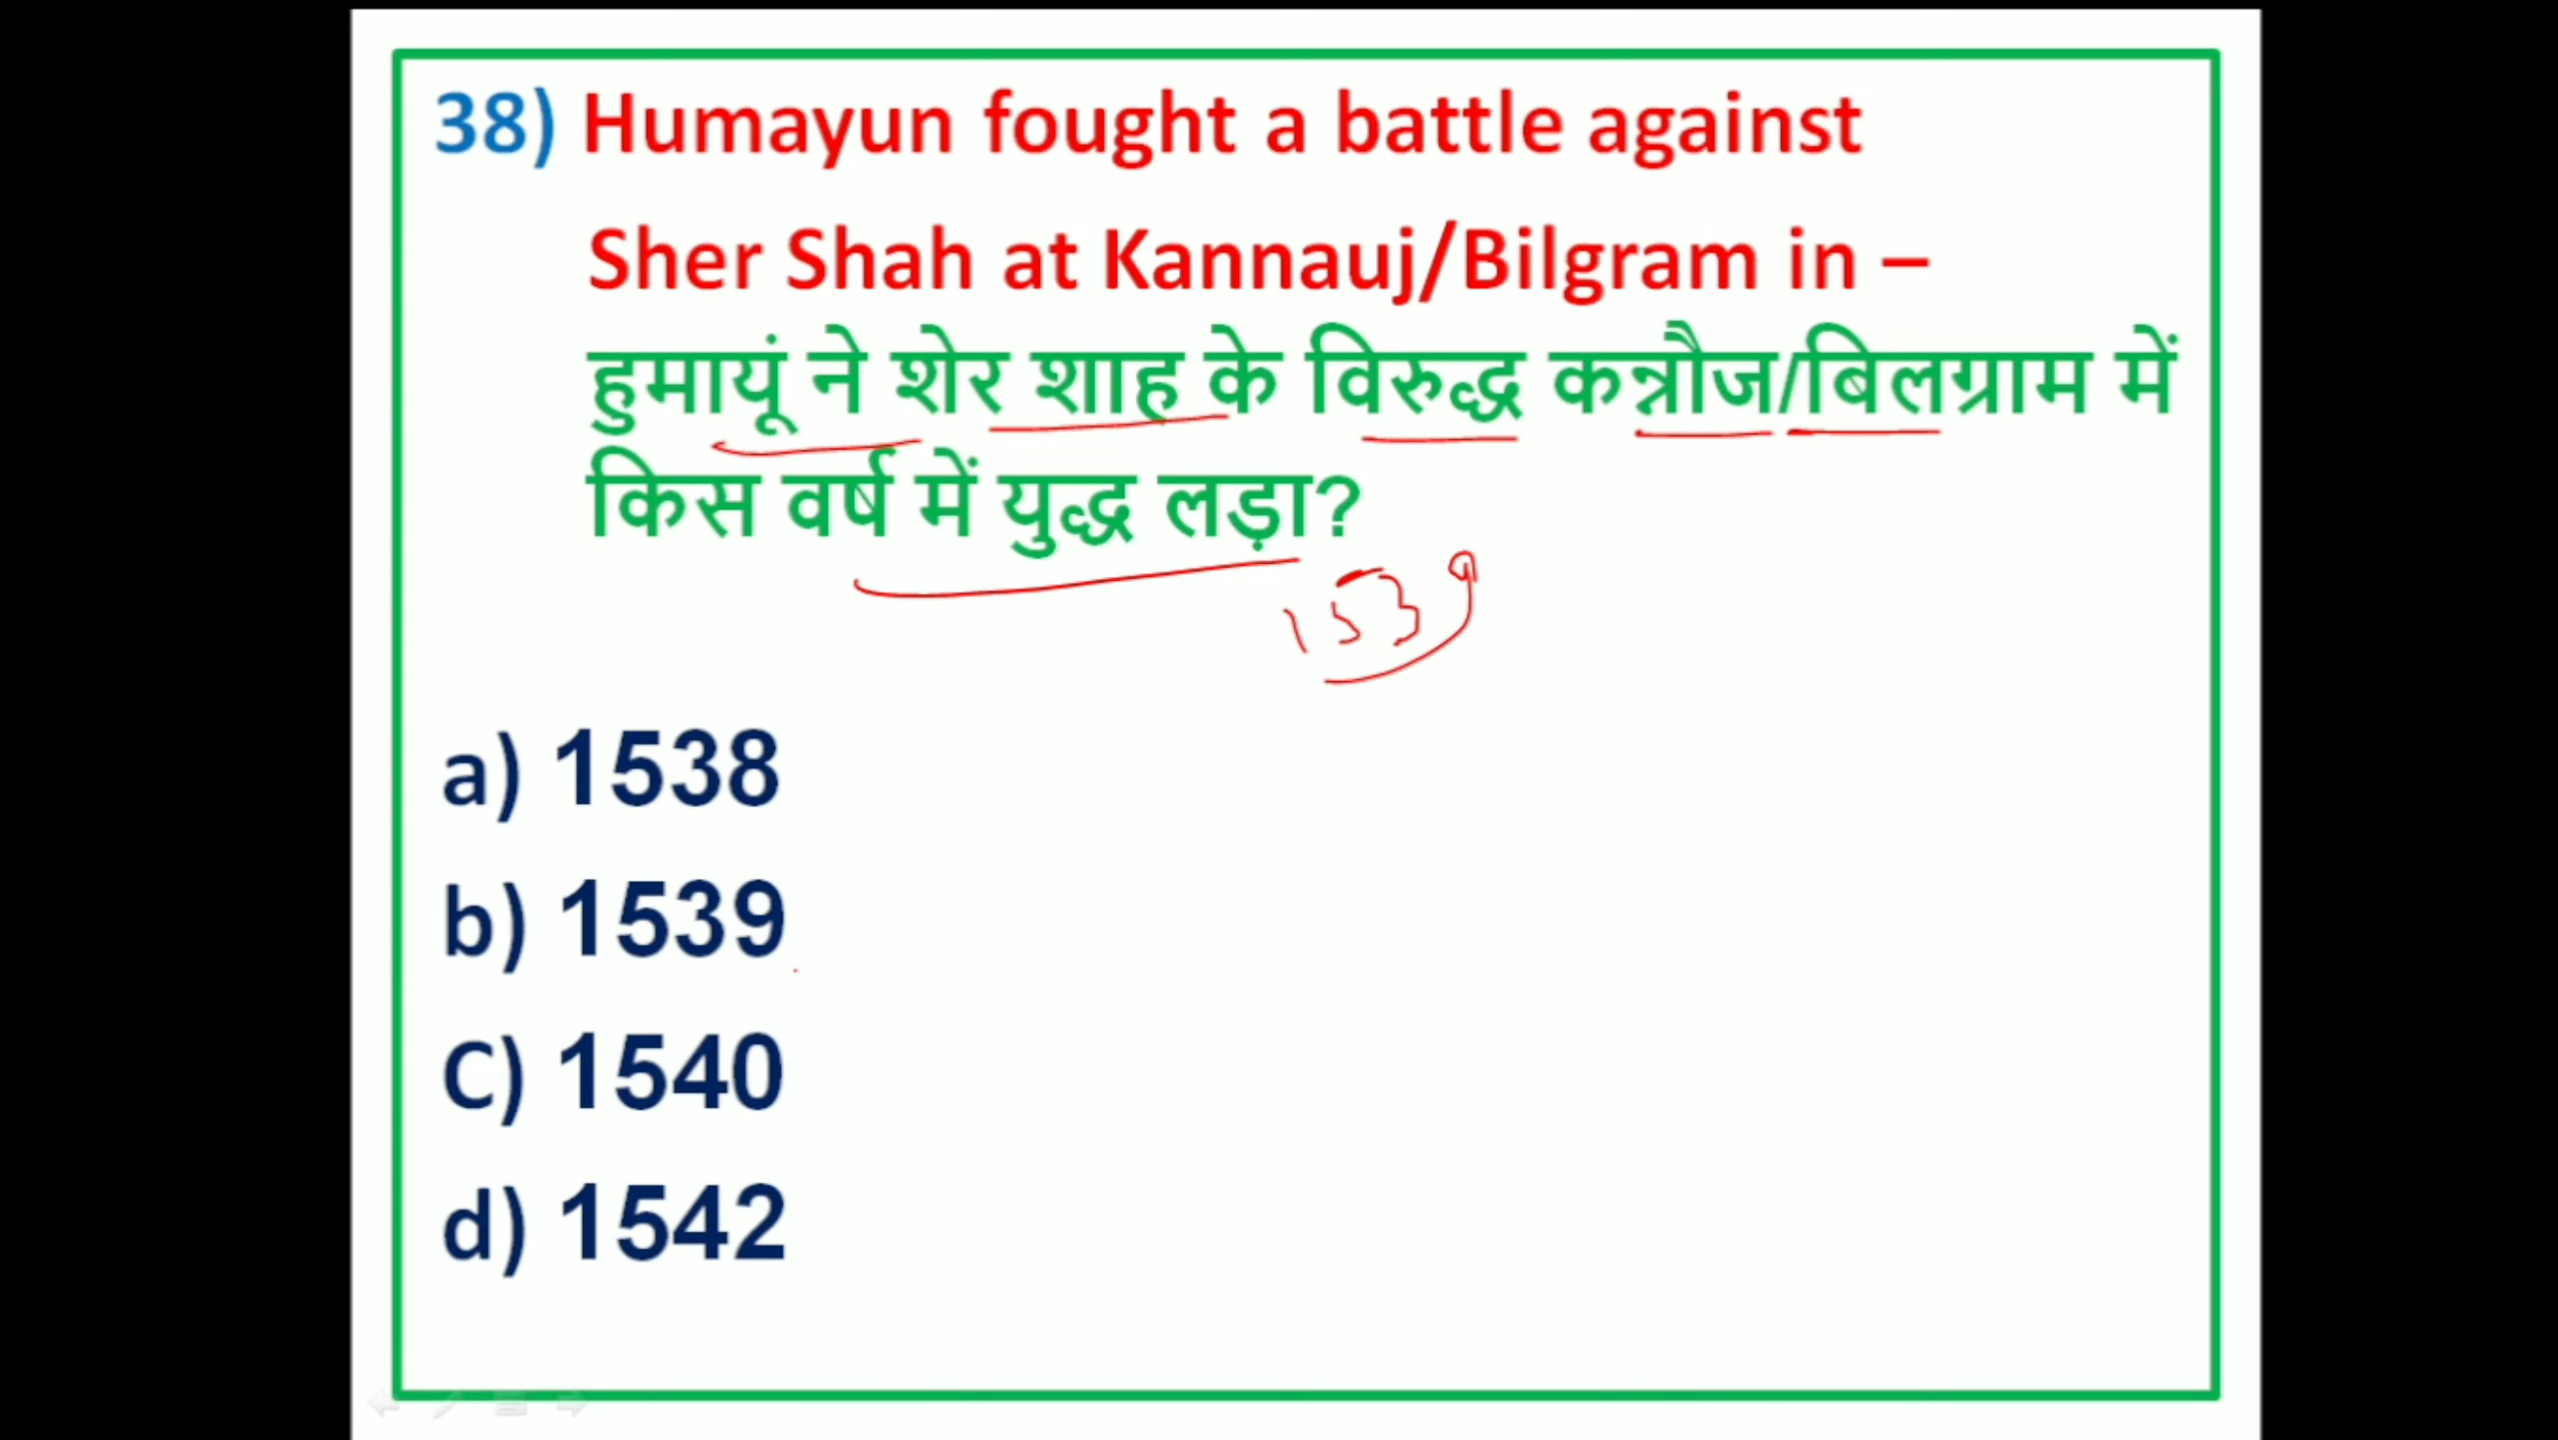 38) Humayun fought a battle against
Sher Shah at Kannauj/Bilgram in –
हुमायूं ने शेर शाह के विरुद्ध कन्नौज/बिलग्राम में
किस वर्ष में युद्ध लड़ा?
1539
a) 1538
b) 1539
C) 1540
d) 1542